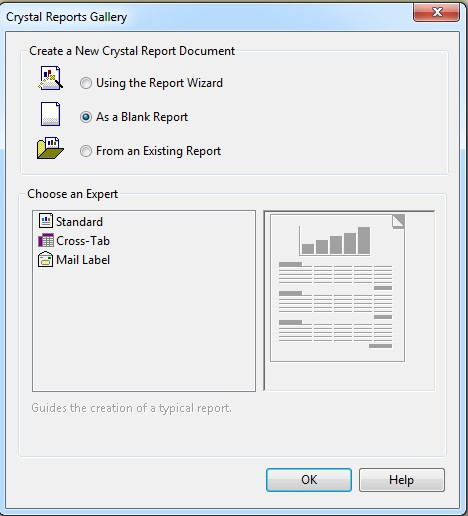 Crystal Reports Gallery
Create a New Crystal Report Document
Using the Report Wizard
As a Blank Report
From an Existing Report
Choose an Expert
Standard
Cross-Tab
Mail Label
Guides the creation of a typical report.
OK
Help